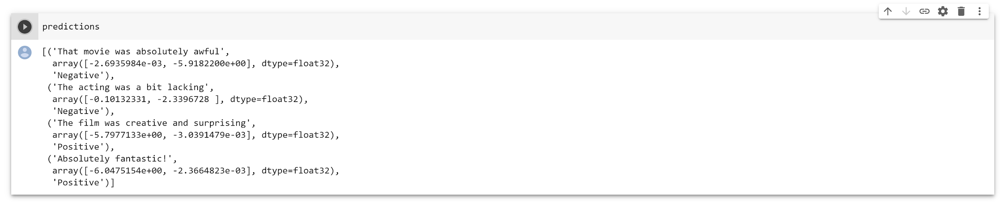 predictions
[('That movie was absolutely awful',
  array([-2.6935984e-03, -5.9182200e+00], dtype=float32),
  'Negative'),
 ('The acting was a bit lacking',
  array([-0.10132331, -2.3396728 ], dtype=float32),
  'Negative'),
 ('The film was creative and surprising',
  array([-5.7977133e+00, -3.0391479e-03], dtype=float32),
  'Positive'),
 ('Absolutely fantastic!',
  array([-6.0475154e+00, -2.3664823e-03], dtype=float32),
  'Positive')]